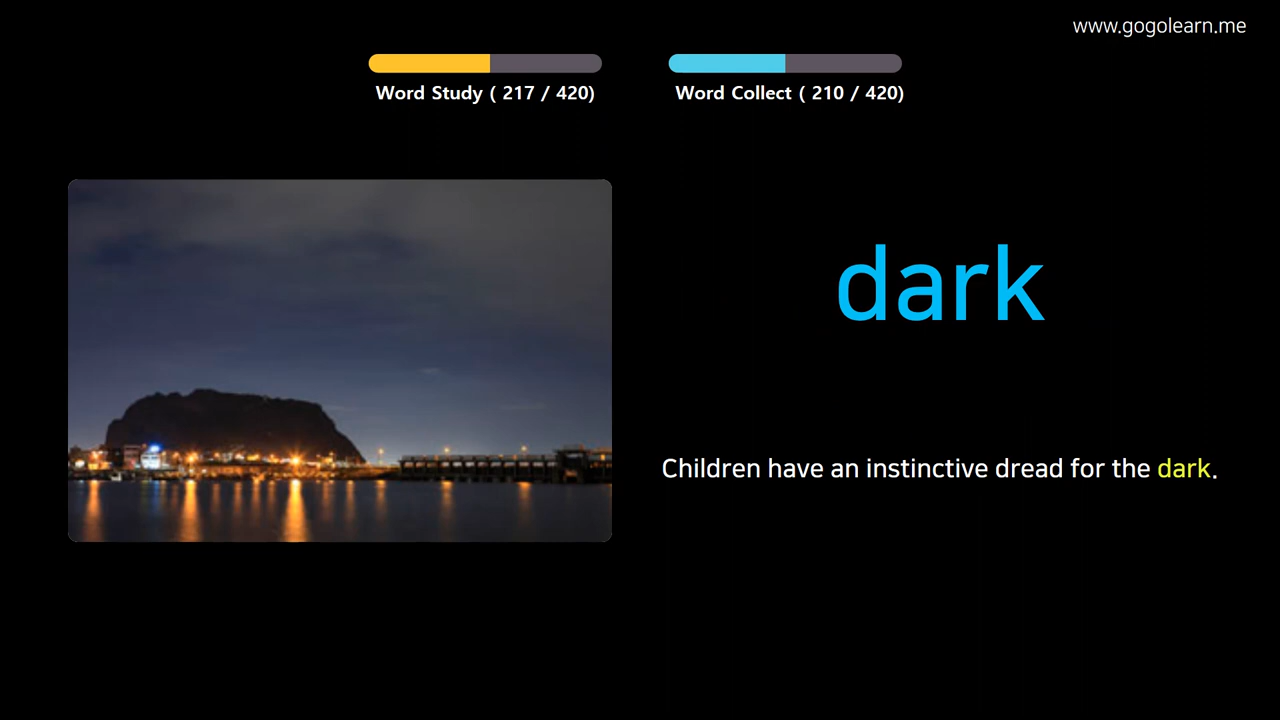 www.gogolearn.me
Word Study ( 217 / 420)
Word Collect ( 210 / 420)
dark
Children have an instinctive dread for the dark.